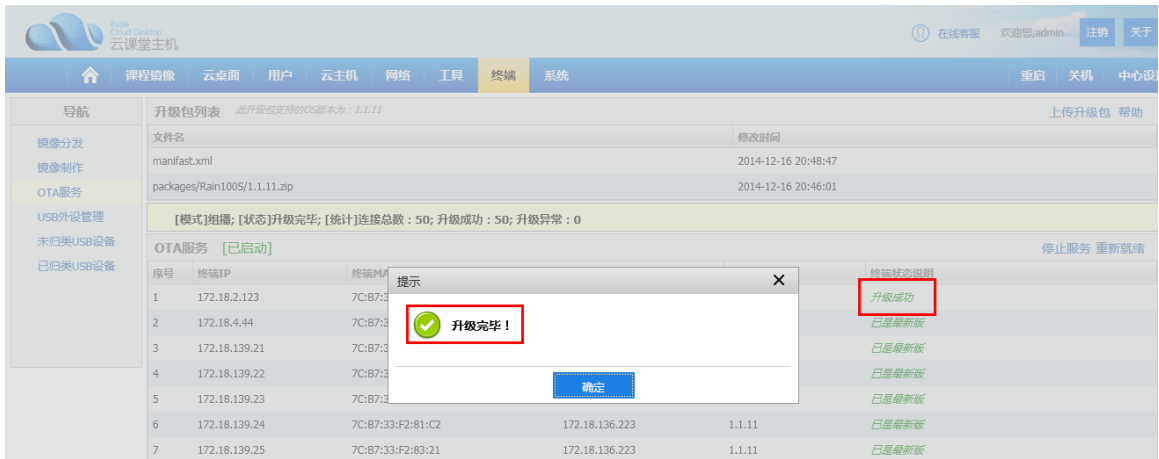 Ruijie
Cloud Desktop
云课堂主机
在线客服 欢迎您,admin 注销 关于
课程镜像 云桌面 用户 云主机 网络 工具 终端 系统 重启 关机 中心设
导航
镜像分发
镜像制作
OTA服务
USB外设管理
未归类USB设备
已归类USB设备
升级包列表 此升级包支持的OS版本为：1.1.11 上传升级包 帮助
文件名 修改时间
manifast.xml 2014-12-16 20:48:47
packages/Rain100S/1.1.11.zip 2014-12-16 20:46:01
[模式]组播; [状态]升级完毕; [统计]连接总数：50; 升级成功：50; 升级异常：0
OTA服务 [已启动] 停止服务 重新就绪
序号 终端IP 终端MA 终端状态说明
1 172.18.2.123 7C:B7:3 升级成功
2 172.18.4.44 7C:B7:3 已是最新版
3 172.18.139.21 7C:B7:3 已是最新版
4 172.18.139.22 7C:B7:3 已是最新版
5 172.18.139.23 7C:B7:3 已是最新版
6 172.18.139.24 7C:B7:33:F2:81:C2 172.18.136.223 1.1.11 已是最新版
7 172.18.139.25 7C:B7:33:F2:83:21 172.18.136.223 1.1.11 已是最新版
提示
升级完毕！
确定